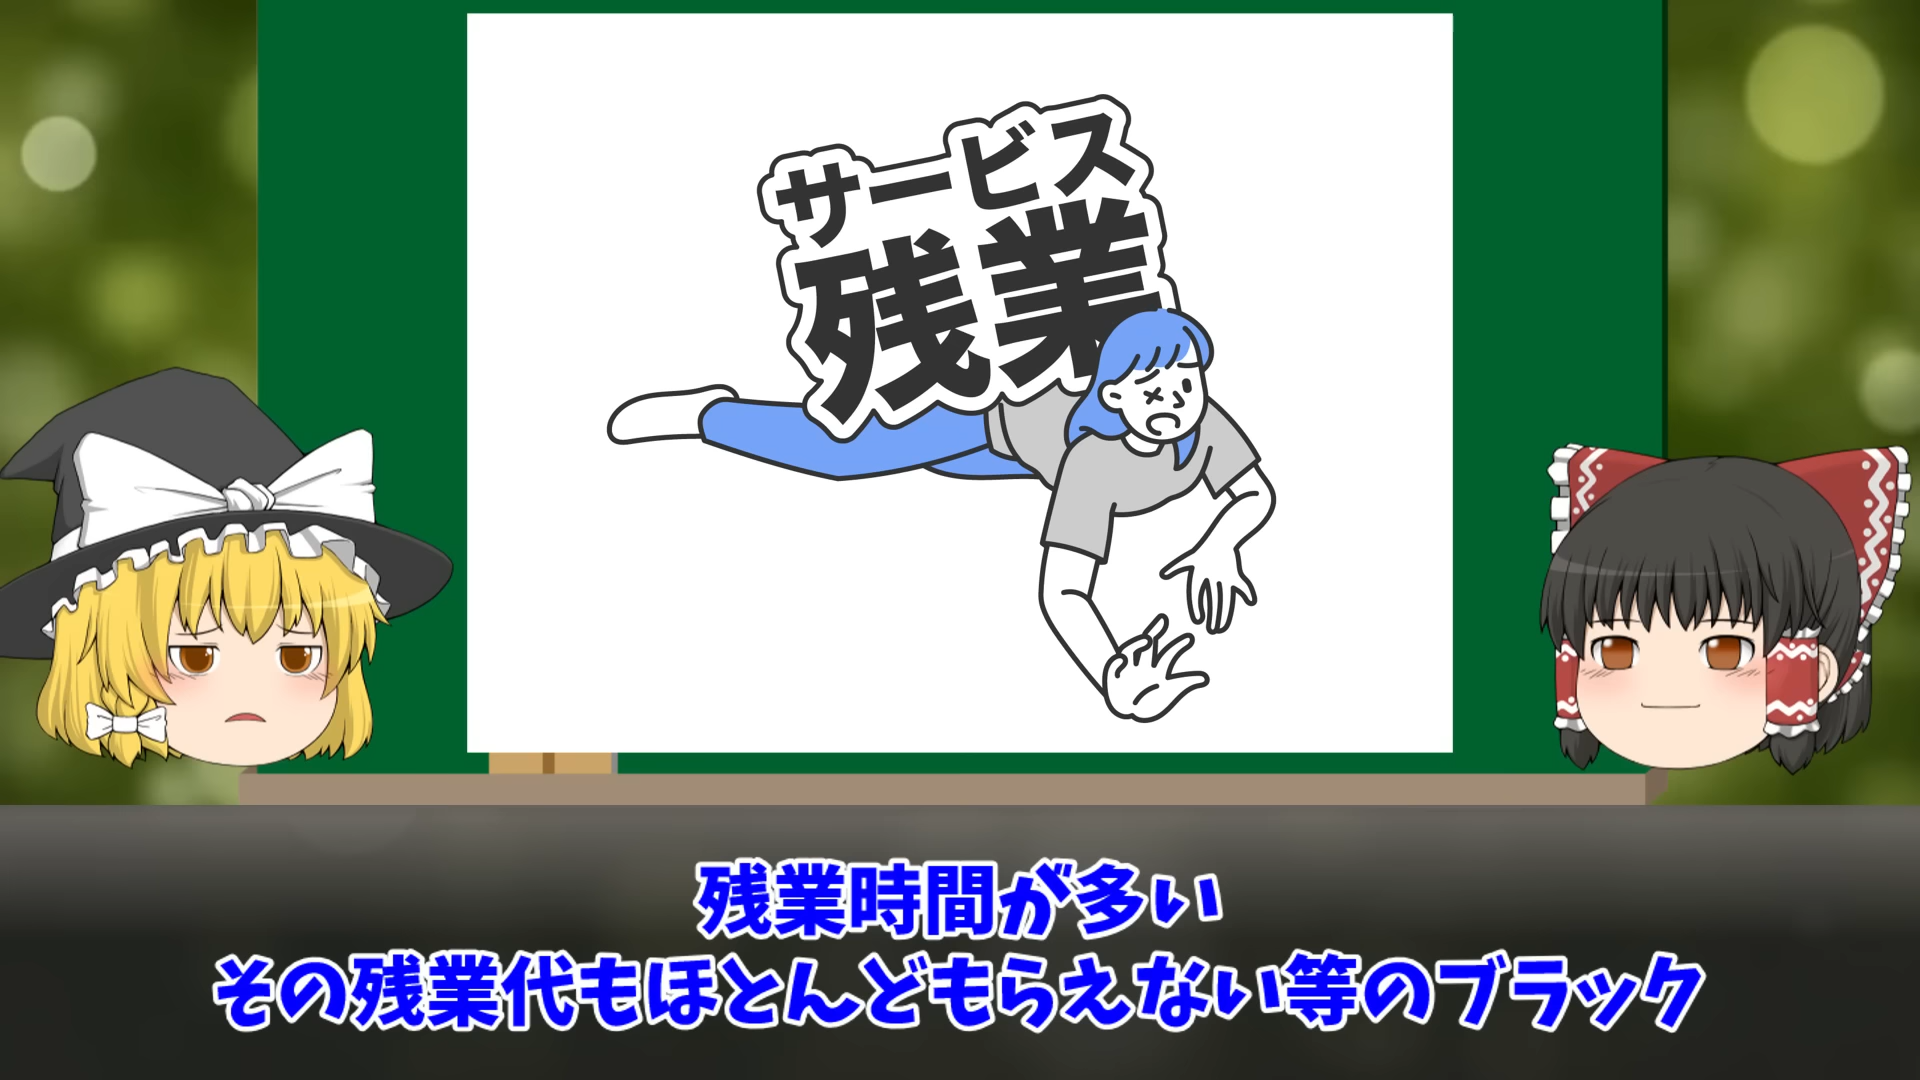 サービス
残業
残業時間が多い
その残業代もほとんどもらえない等のブラック